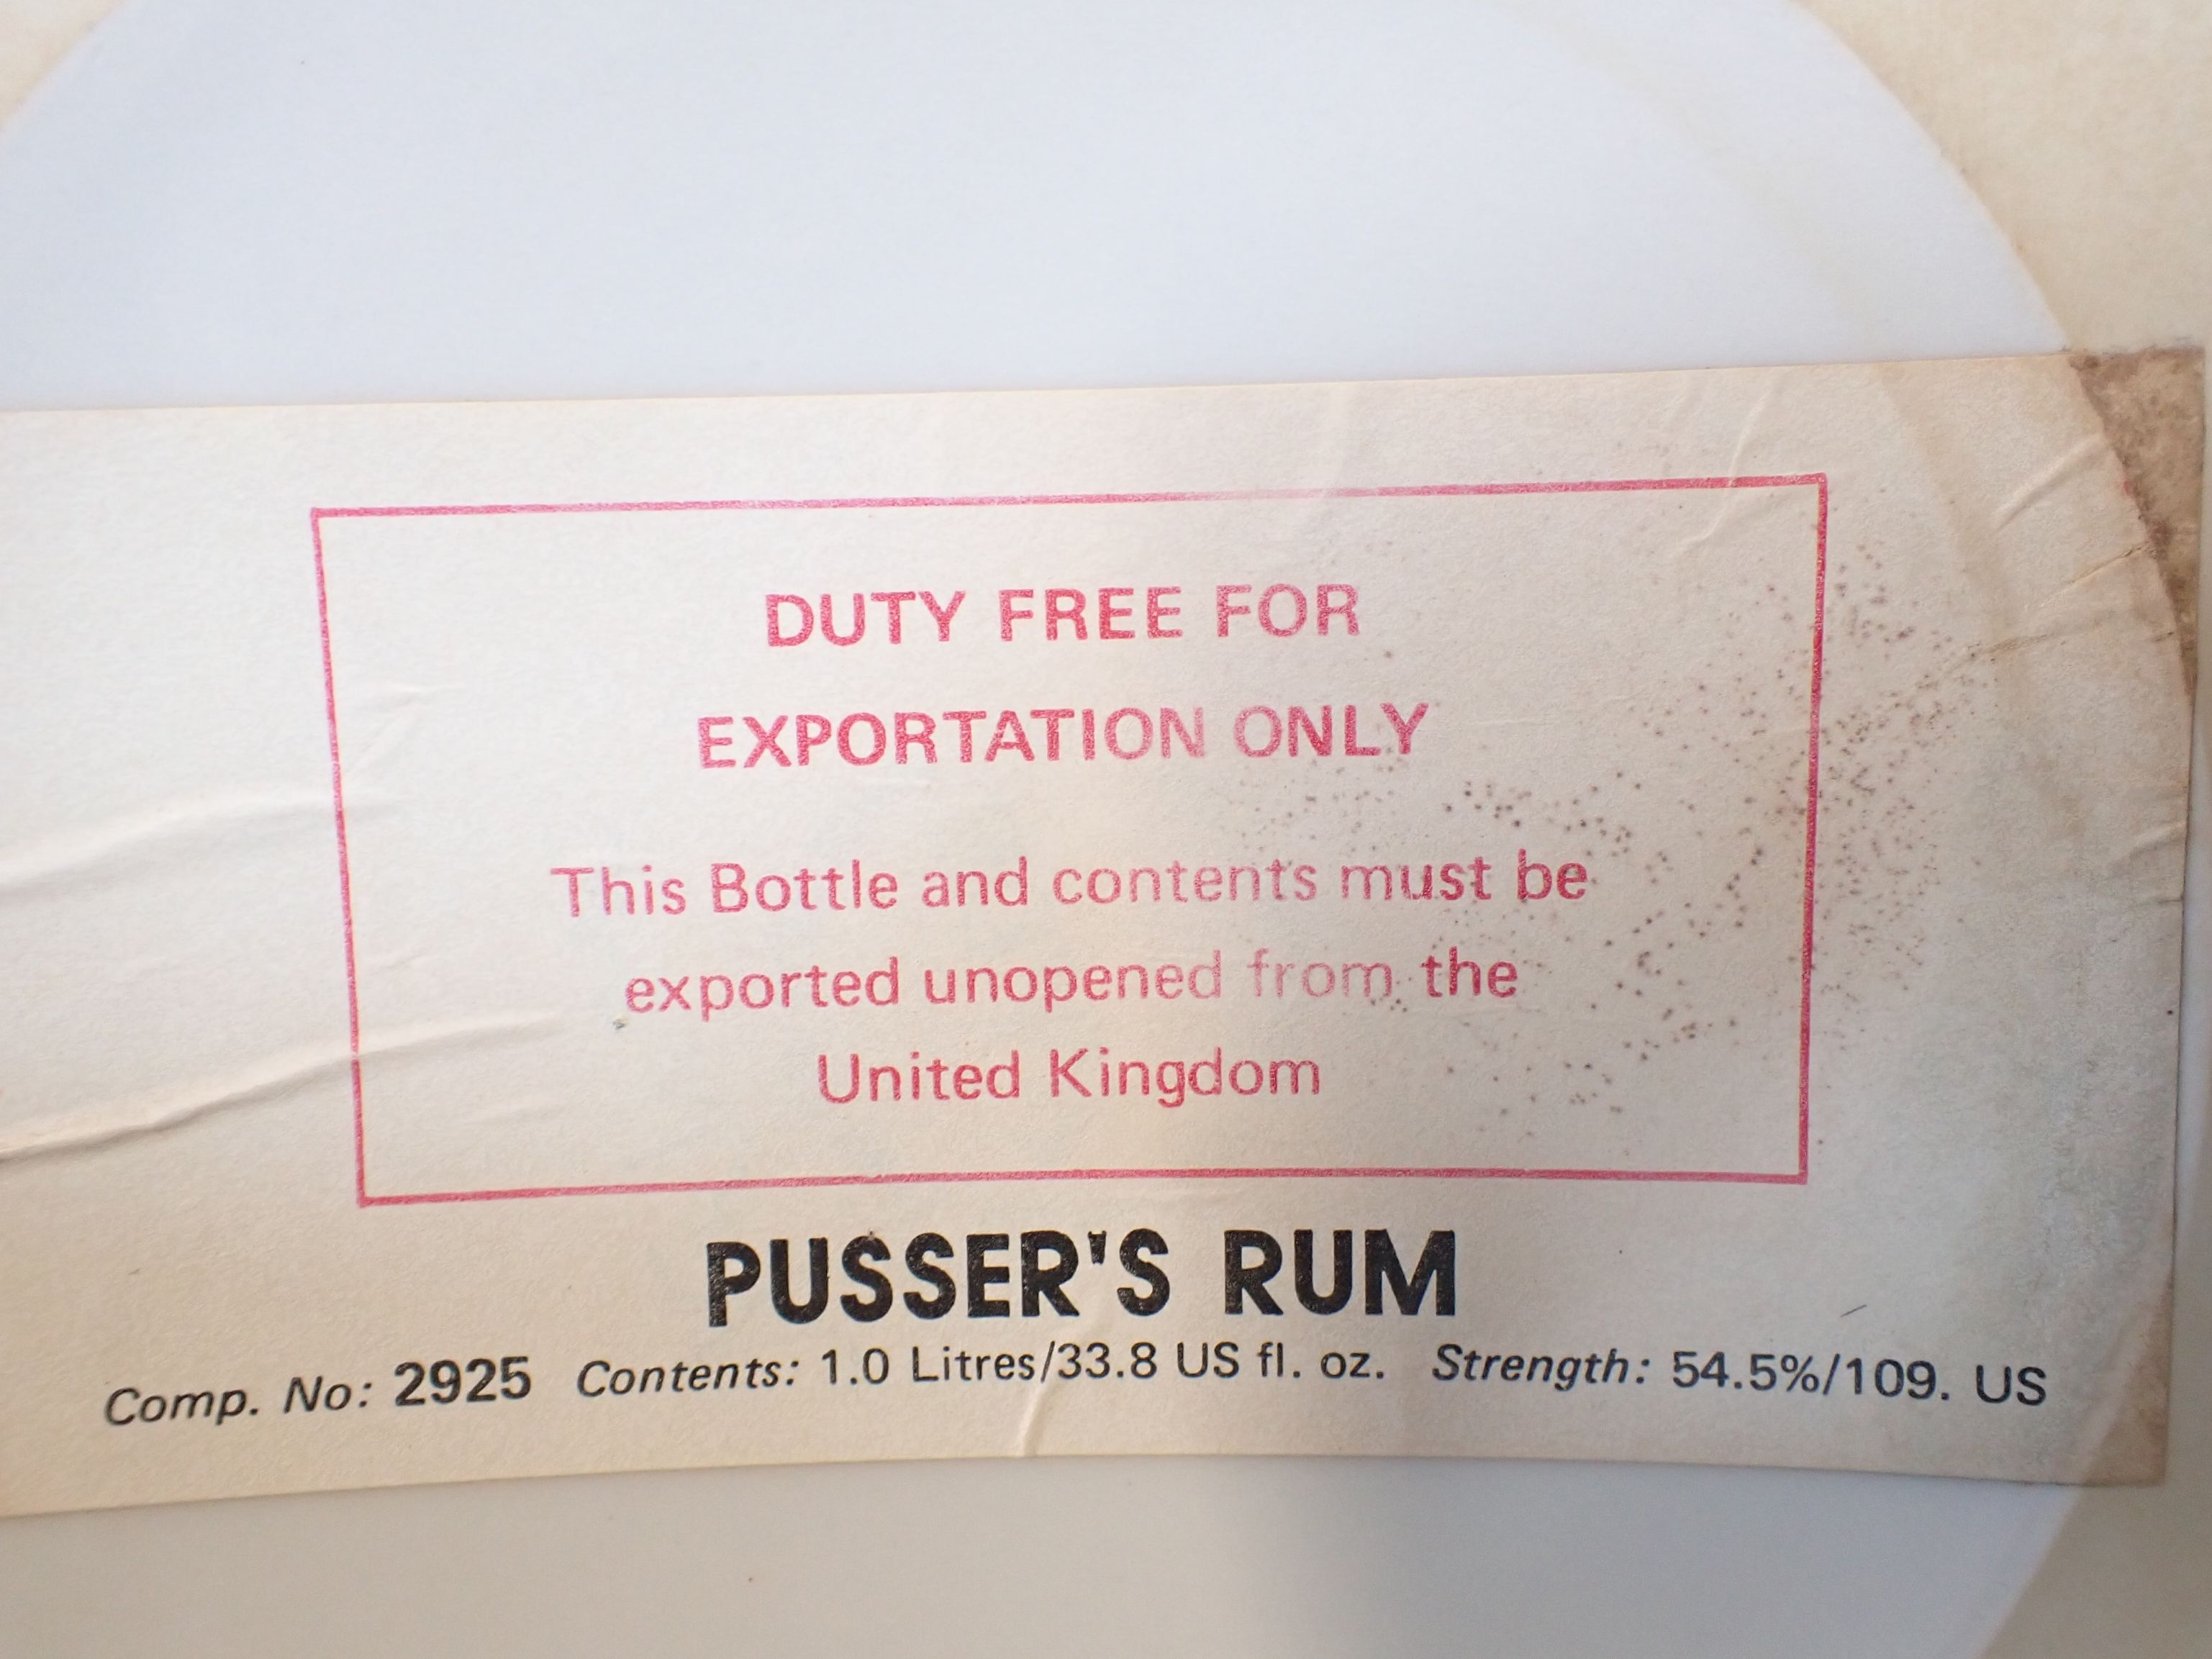 DUTY FREE FOR
EXPORTATION ONLY
This Bottle and contents must be
exported unopened from the
United Kingdom
PUSSER'S RUM
Comp. No: 2925 Contents: 1.0 Litres/33.8 US fl. oz. Strength: 54.5%/109. US